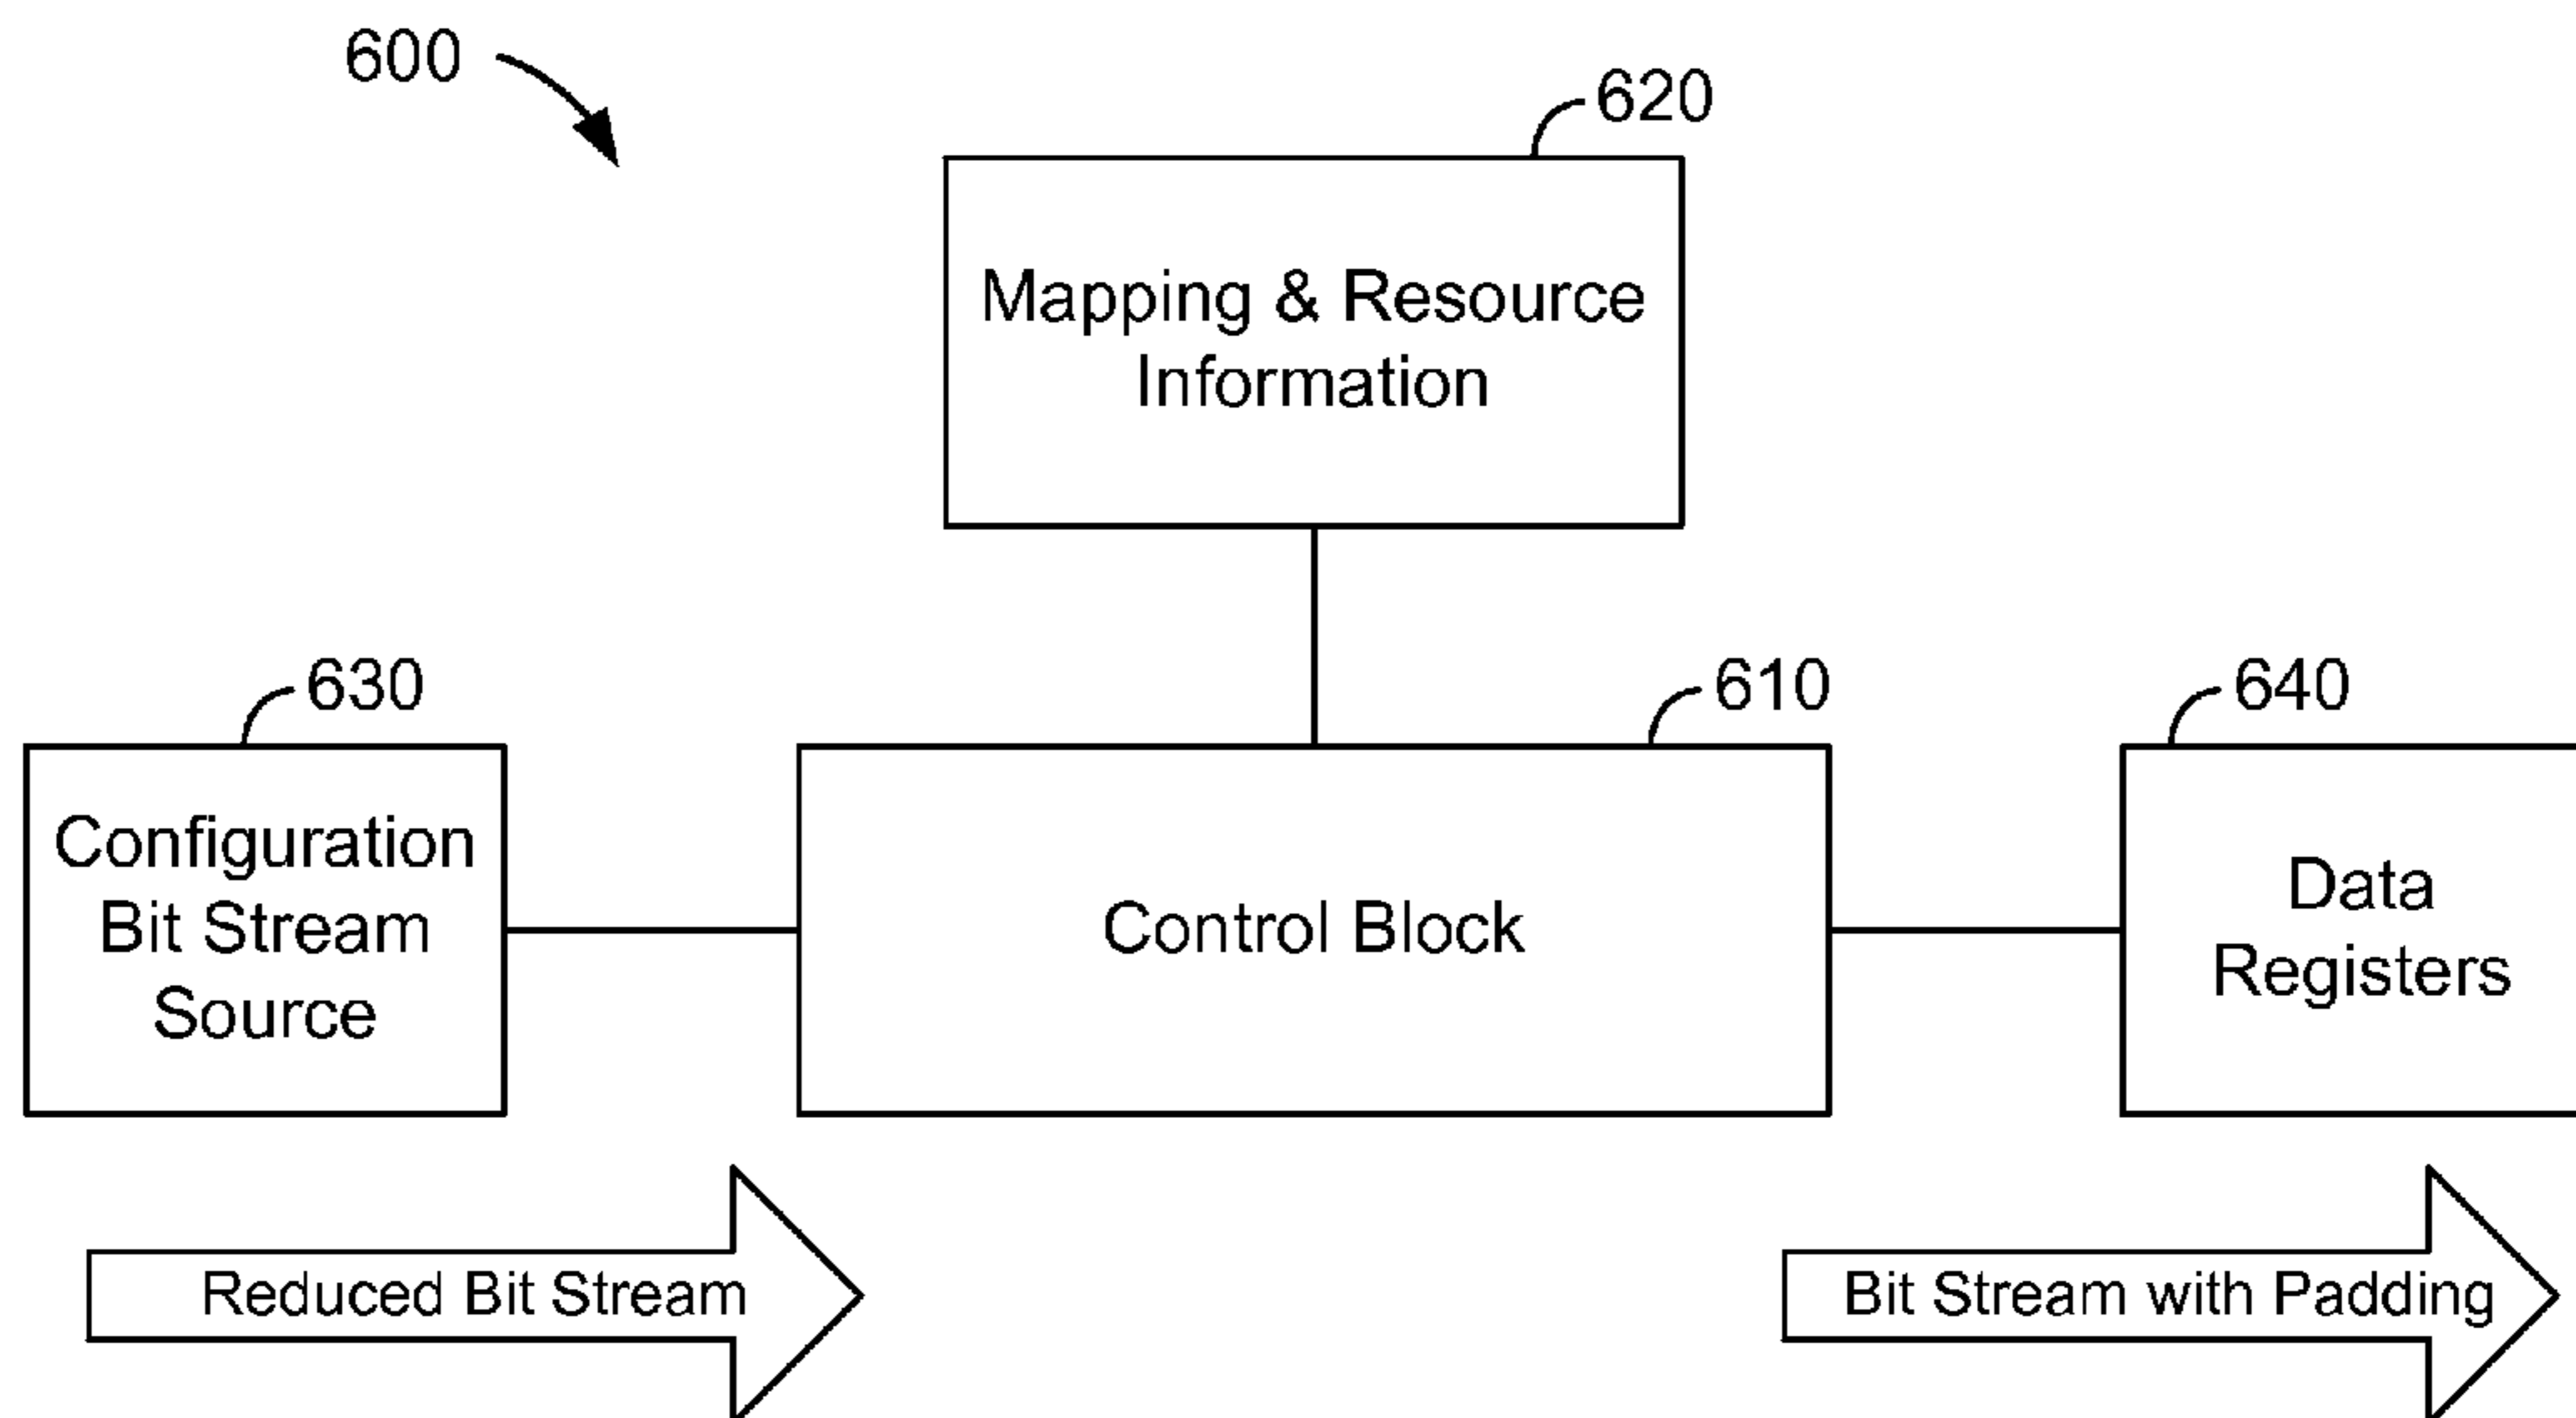 600
620
Mapping & Resource
Information
630
610
640
Configuration
Bit Stream
Source
Control Block
Data
Registers
Reduced Bit Stream
Bit Stream with Padding